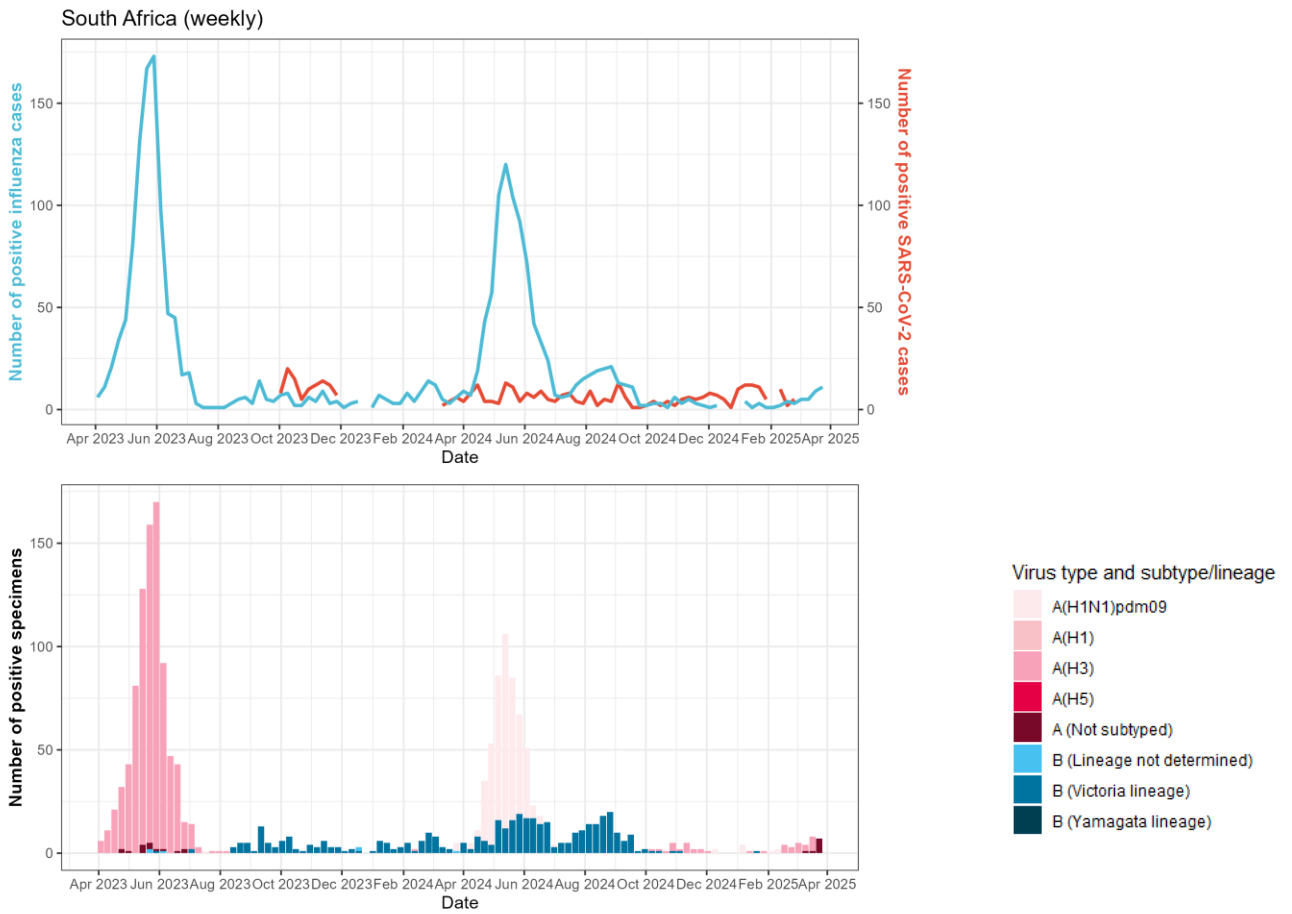 South Africa (weekly)
Number of positive influenza cases
150
100
50
0
150
100
50
0
Number of positive SARS-CoV-2 cases
Apr 2023 Jun 2023 Aug 2023 Oct 2023 Dec 2023 Feb 2024 Apr 2024 Jun 2024 Aug 2024 Oct 2024 Dec 2024 Feb 2025 Apr 2025
Date
Number of positive specimens
150
100
50
0
Apr 2023 Jun 2023 Aug 2023 Oct 2023 Dec 2023 Feb 2024 Apr 2024 Jun 2024 Aug 2024 Oct 2024 Dec 2024 Feb 2025 Apr 2025
Date
Virus type and subtype/lineage
A(H1N1)pdm09
A(H1)
A(H3)
A(H5)
A (Not subtyped)
B (Lineage not determined)
B (Victoria lineage)
B (Yamagata lineage)